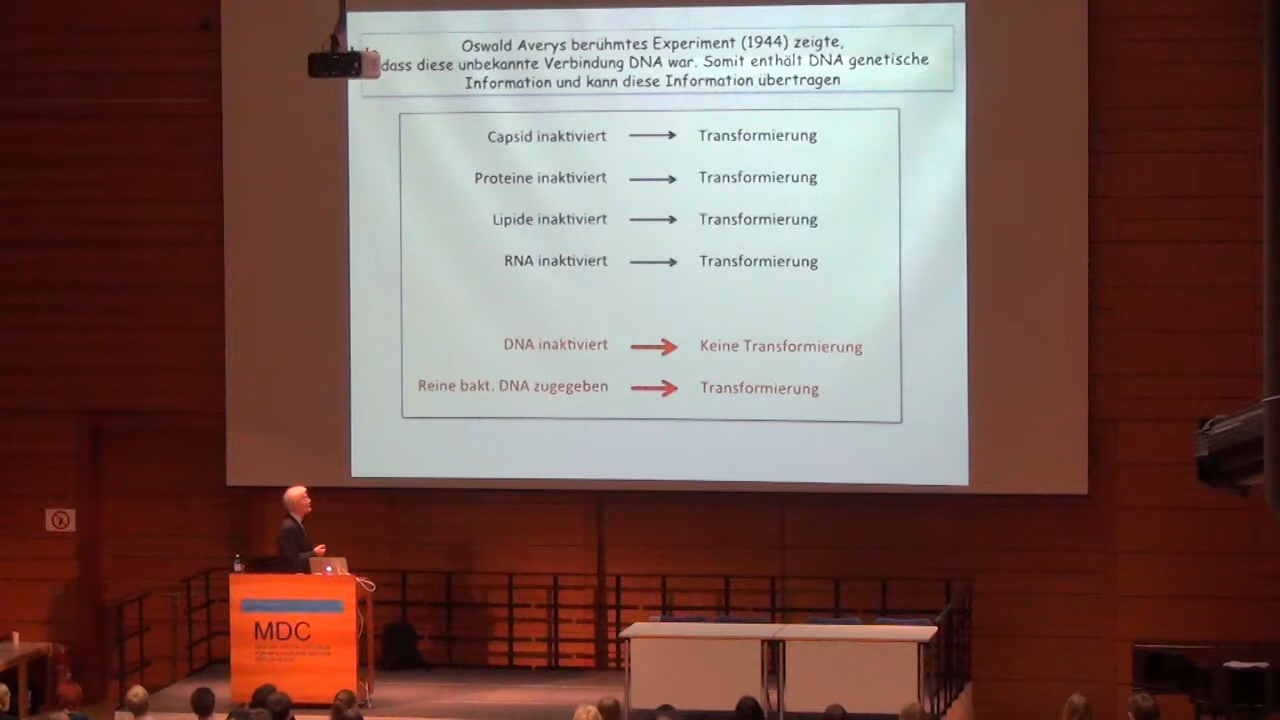 Oswald Averys berühmtes Experiment (1944) zeigte,
dass diese unbekannte Verbindung DNA war. Somit enthält DNA genetische
Information und kann diese Information übertragen
Capsid inaktiviert → Transformierung
Proteine inaktiviert → Transformierung
Lipide inaktiviert → Transformierung
RNA inaktiviert → Transformierung
DNA inaktiviert → Keine Transformierung
Reine bakt. DNA zugegeben → Transformierung
MDC